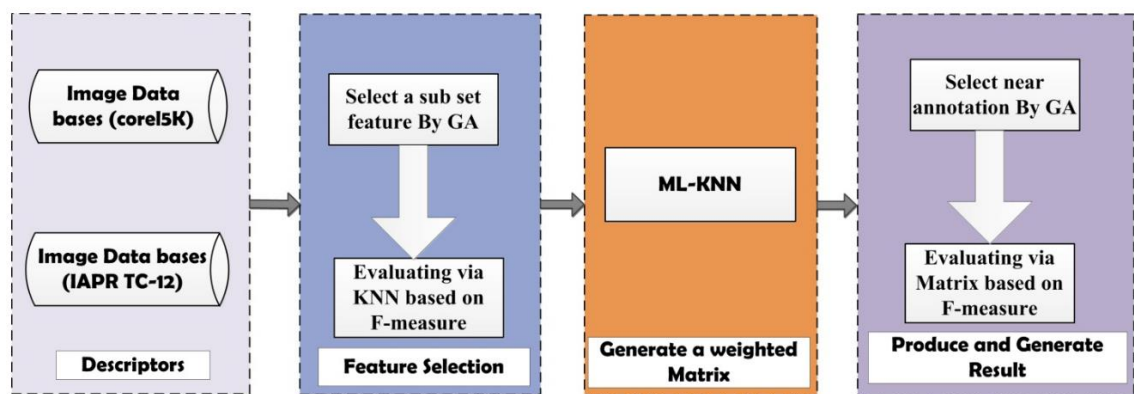 Image Data
bases (corel5K)
Image Data bases
(IAPR TC-12)
Descriptors
Select a sub set
feature By GA
Evaluating via
KNN based on
F-measure
Feature Selection
ML-KNN
Generate a weighted
Matrix
Select near
annotation By GA
Evaluating via
Matrix based on
F-measure
Produce and Generate
Result